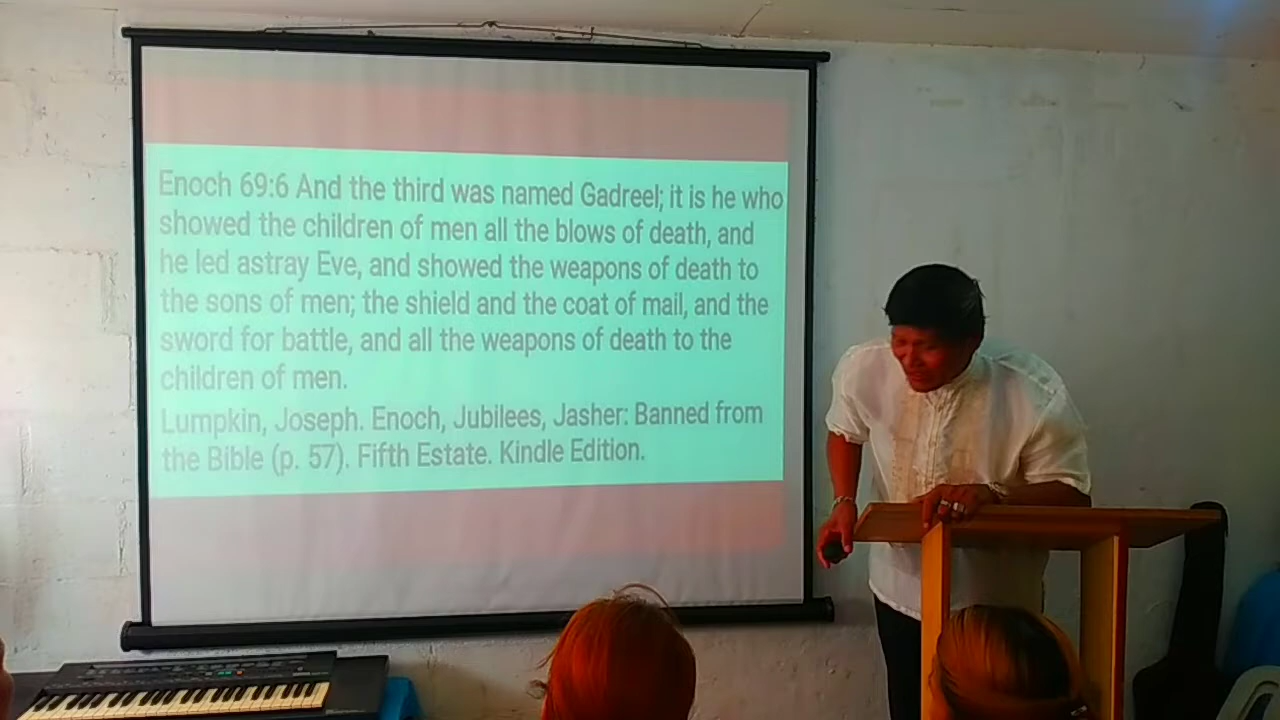 Enoch 69:6 And the third was named Gadreel; it is he who
showed the children of men all the blows of death, and
he led astray Eve, and showed the weapons of death to
the sons of men; the shield and the coat of mail, and the
sword for battle, and all the weapons of death to the
children of men.
Lumpkin, Joseph. Enoch, Jubilees, Jasher: Banned from
the Bible (p. 57). Fifth Estate. Kindle Edition.